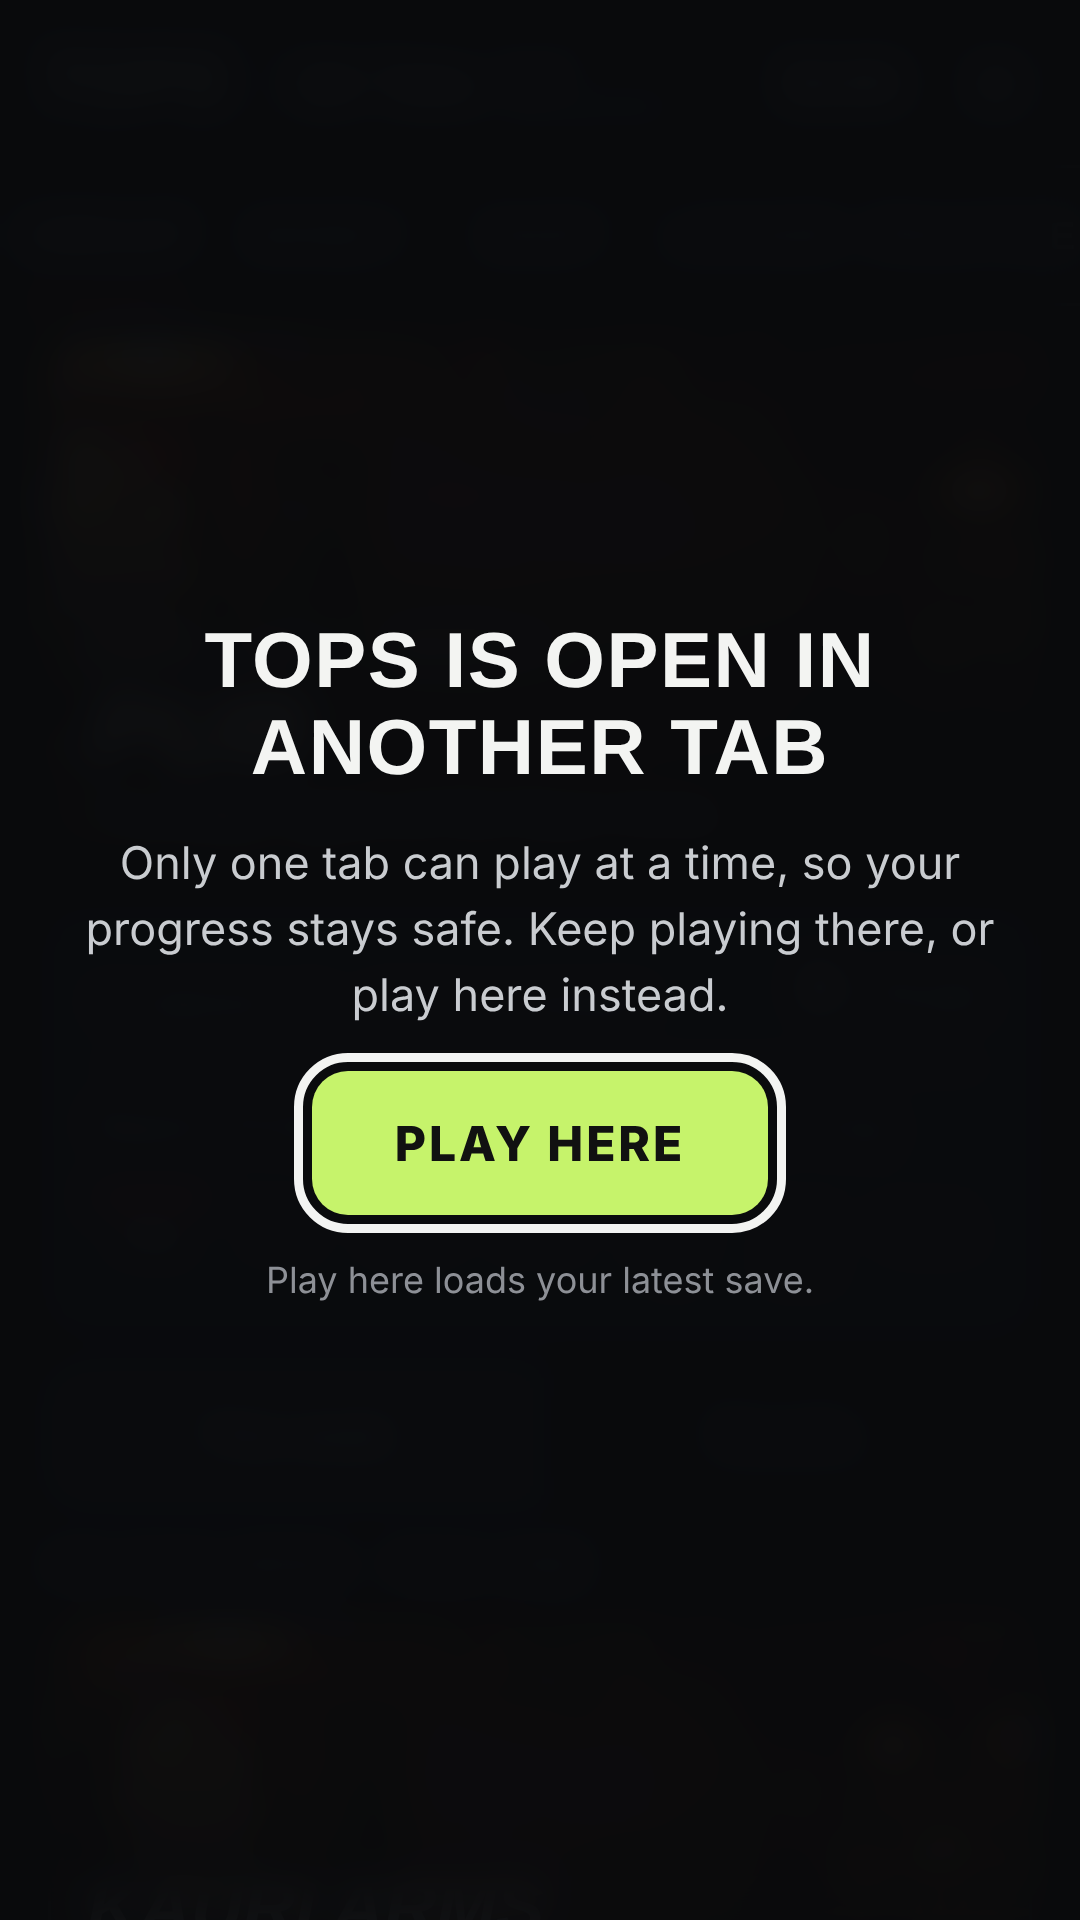 TOPS IS OPEN IN
ANOTHER TAB
Only one tab can play at a time, so your
progress stays safe. Keep playing there, or
play here instead.
PLAY HERE
Play here loads your latest save.